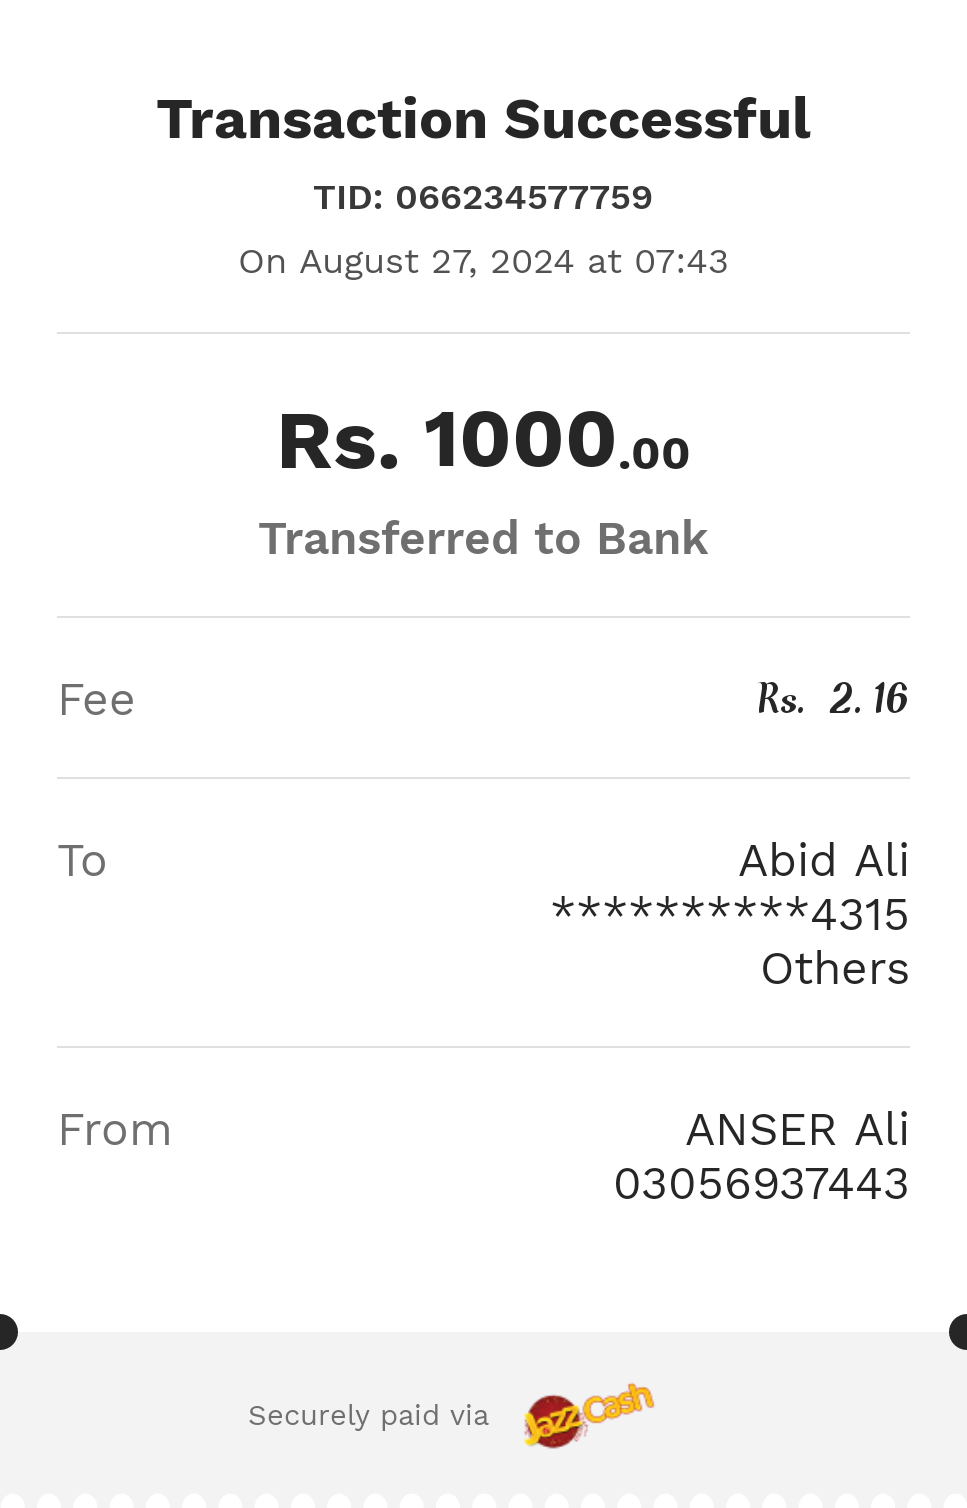 Transaction Successful
TID: 066234577759
On August 27, 2024 at 07:43
Rs. 1000.00
Transferred to Bank
Fee
Rs. 2.16
To
Abid Ali
**********4315
Others
From
ANSER Ali
03056937443
Securely paid via JazzCash